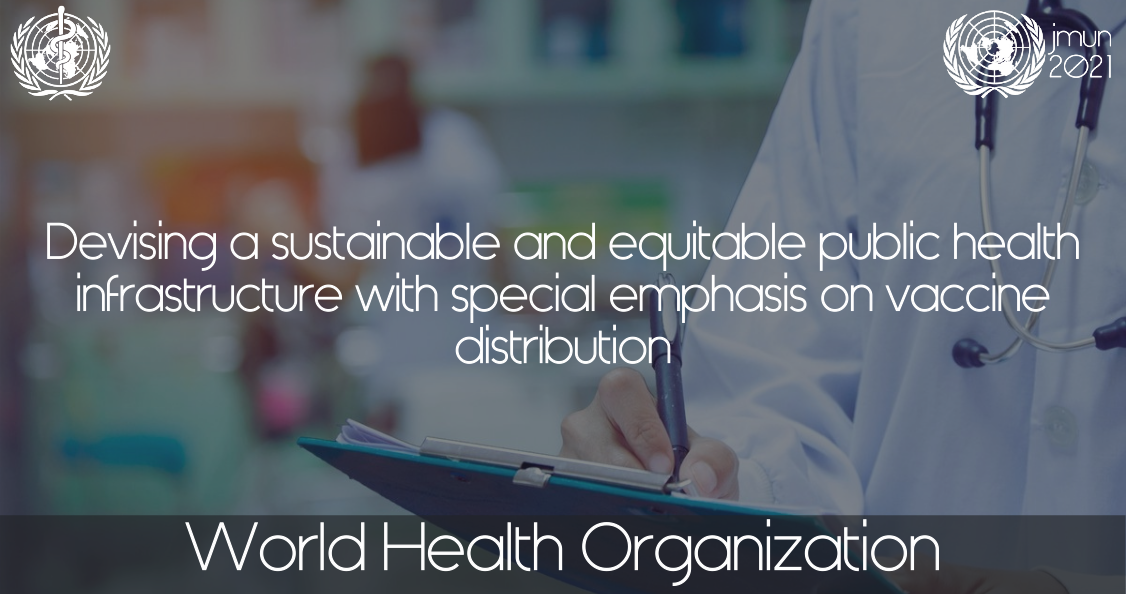 jmun
2021
Devising a sustainable and equitable public health
infrastructure with special emphasis on vaccine
distribution
World Health Organization